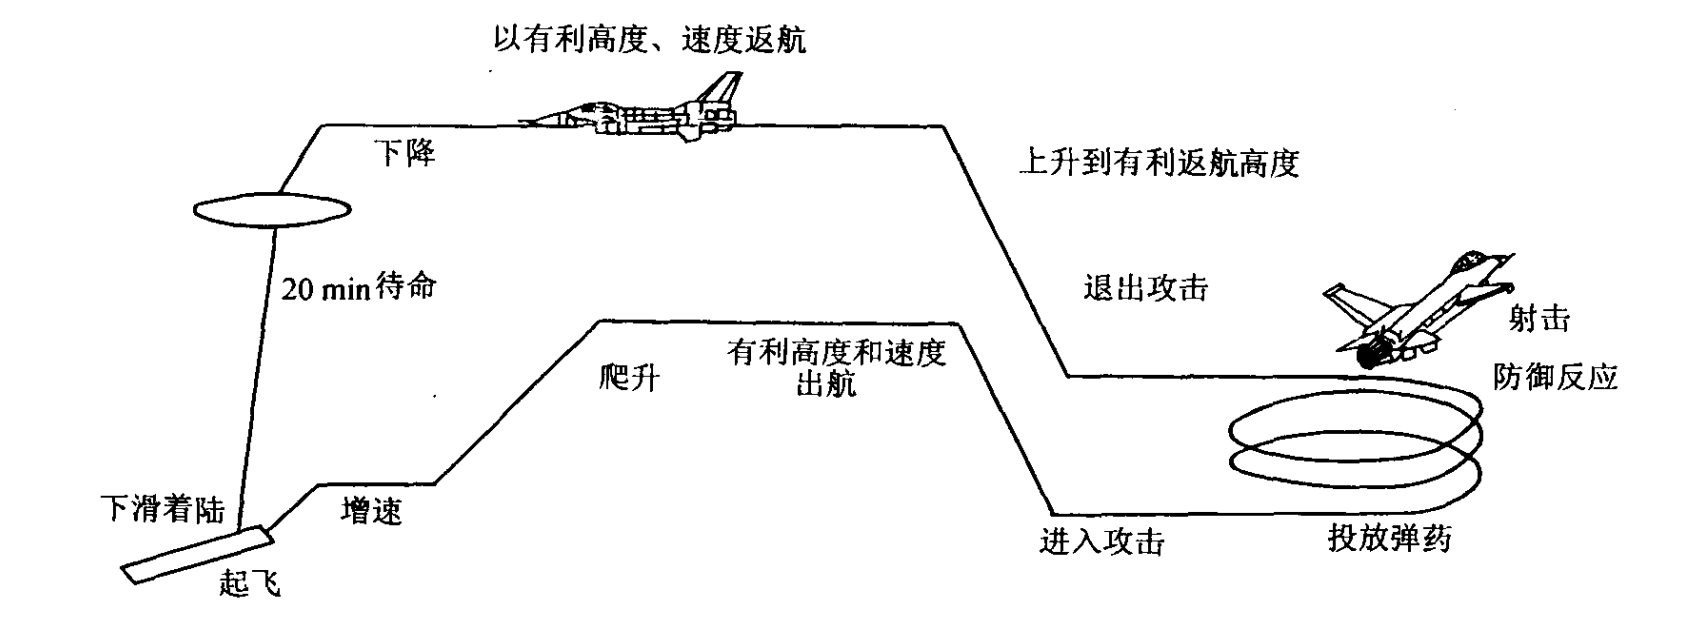 以有利高度、速度返航
下降
上升到有利返航高度
20 min待命
退出攻击
射击
防御反应
爬升
有利高度和速度
出航
下滑着陆
增速
进入攻击
投放弹药
起飞